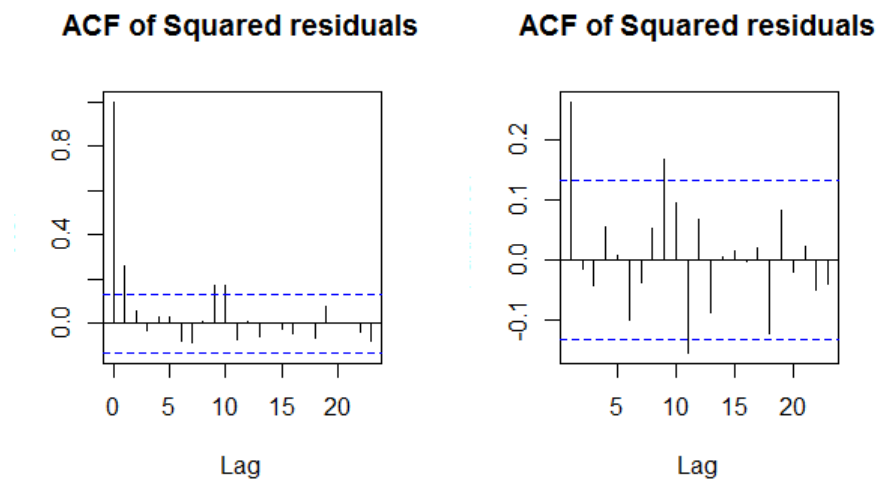 ACF of Squared residuals
0.0 0.4 0.8
0 5 10 15 20
Lag
ACF of Squared residuals
-0.1 0.0 0.1 0.2
5 10 15 20
Lag